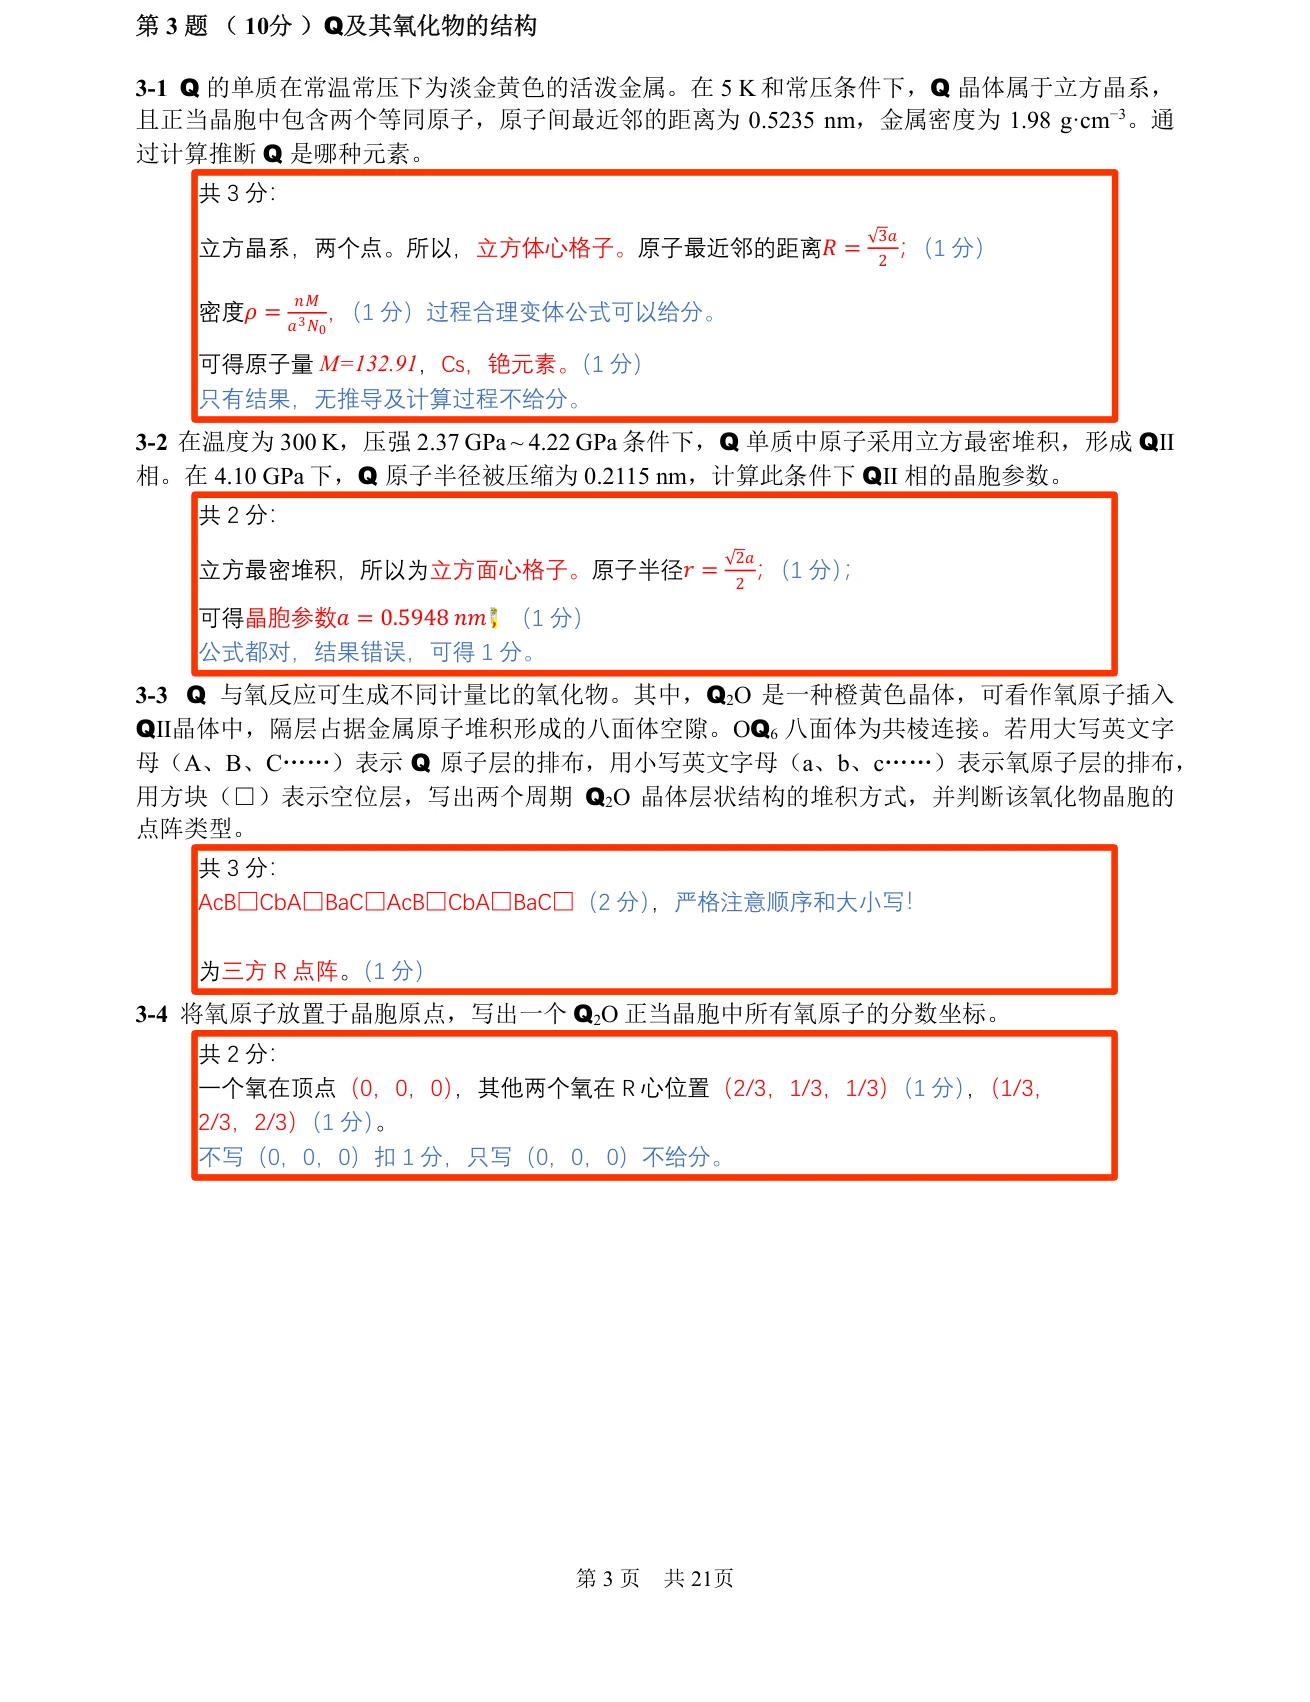 第 3 题 （ 10分 ）Q及其氧化物的结构
3-1 Q 的单质在常温常压下为淡金黄色的活泼金属。在 5 K 和常压条件下，Q 晶体属于立方晶系，
且正当晶胞中包含两个等同原子，原子间最近邻的距离为 0.5235 nm，金属密度为 1.98 g·cm⁻³。通
过计算推断 Q 是哪种元素。
共 3 分：
立方晶系，两个点。所以，立方体心格子。原子最近邻的距离R = √3a/2；（1 分）
密度ρ = nM/a³N₀，（1 分）过程合理变体公式可以给分。
可得原子量 M=132.91，Cs，铯元素。（1 分）
只有结果，无推导及计算过程不给分。
3-2 在温度为 300 K，压强 2.37 GPa ~ 4.22 GPa 条件下，Q 单质中原子采用立方最密堆积，形成 QII
相。在 4.10 GPa 下，Q 原子半径被压缩为 0.2115 nm，计算此条件下 QII 相的晶胞参数。
共 2 分：
立方最密堆积，所以为立方面心格子。原子半径r = √2a/2；（1 分）；
可得晶胞参数a = 0.5948 nm；（1 分）
公式都对，结果错误，可得 1 分。
3-3 Q 与氧反应可生成不同计量比的氧化物。其中，Q₂O 是一种橙黄色晶体，可看作氧原子插入
QII晶体中，隔层占据金属原子堆积形成的八面体空隙。OQ₆ 八面体为共棱连接。若用大写英文字
母（A、B、C……）表示 Q 原子层的排布，用小写英文字母（a、b、c……）表示氧原子层的排布，
用方块（□）表示空位层，写出两个周期 Q₂O 晶体层状结构的堆积方式，并判断该氧化物晶胞的
点阵类型。
共 3 分：
AcB□CbA□BaC□AcB□CbA□BaC□（2 分），严格注意顺序和大小写！
为三方 R 点阵。（1 分）
3-4 将氧原子放置于晶胞原点，写出一个 Q₂O 正当晶胞中所有氧原子的分数坐标。
共 2 分：
一个氧在顶点（0，0，0），其他两个氧在 R 心位置（2/3，1/3，1/3）（1 分），（1/3，
2/3，2/3）（1 分）。
不写（0，0，0）扣 1 分，只写（0，0，0）不给分。
第 3 页 共 21页